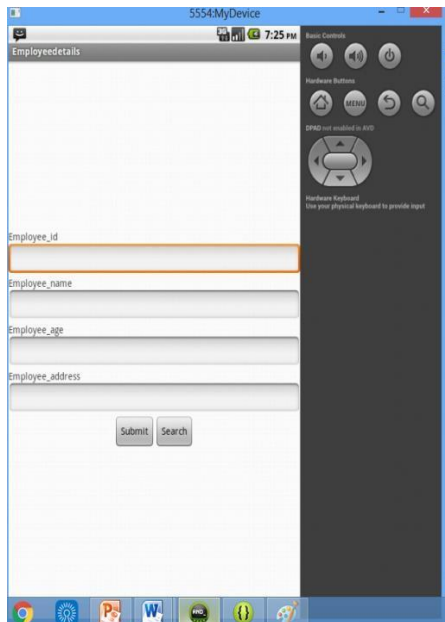 5554:MyDevice
3G 7:25 PM
Employeedetails
Employee_id
Employee_name
Employee_age
Employee_address
Submit Search
Basic Controls
Hardware Buttons
MENU
DPAD not enabled in AVD
Hardware Keyboard
Use your physical keyboard to provide input